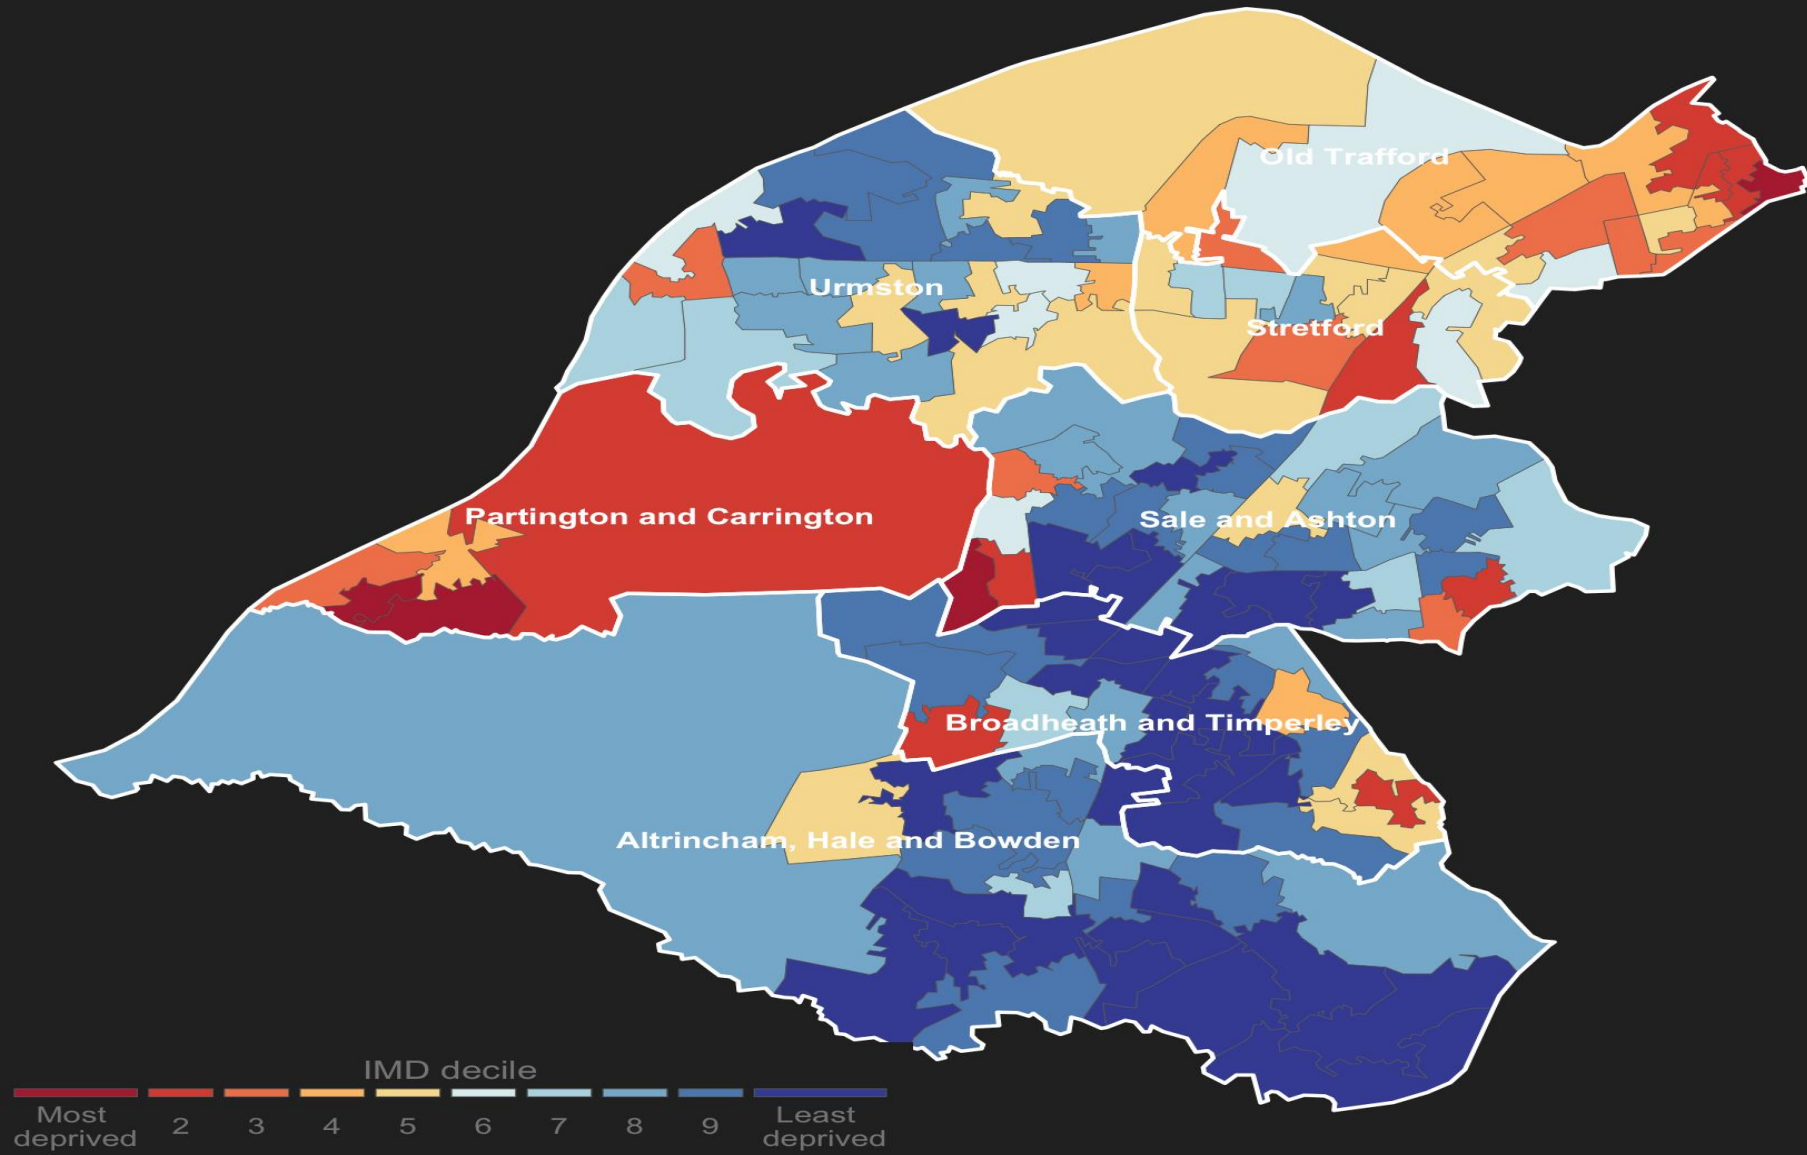 Old Trafford
Urmston
Stretford
Partington and Carrington
Sale and Ashton
Broadheath and Timperley
Altrincham, Hale and Bowden
IMD decile
Most
deprived
2
3
4
5
6
7
8
9
Least
deprived